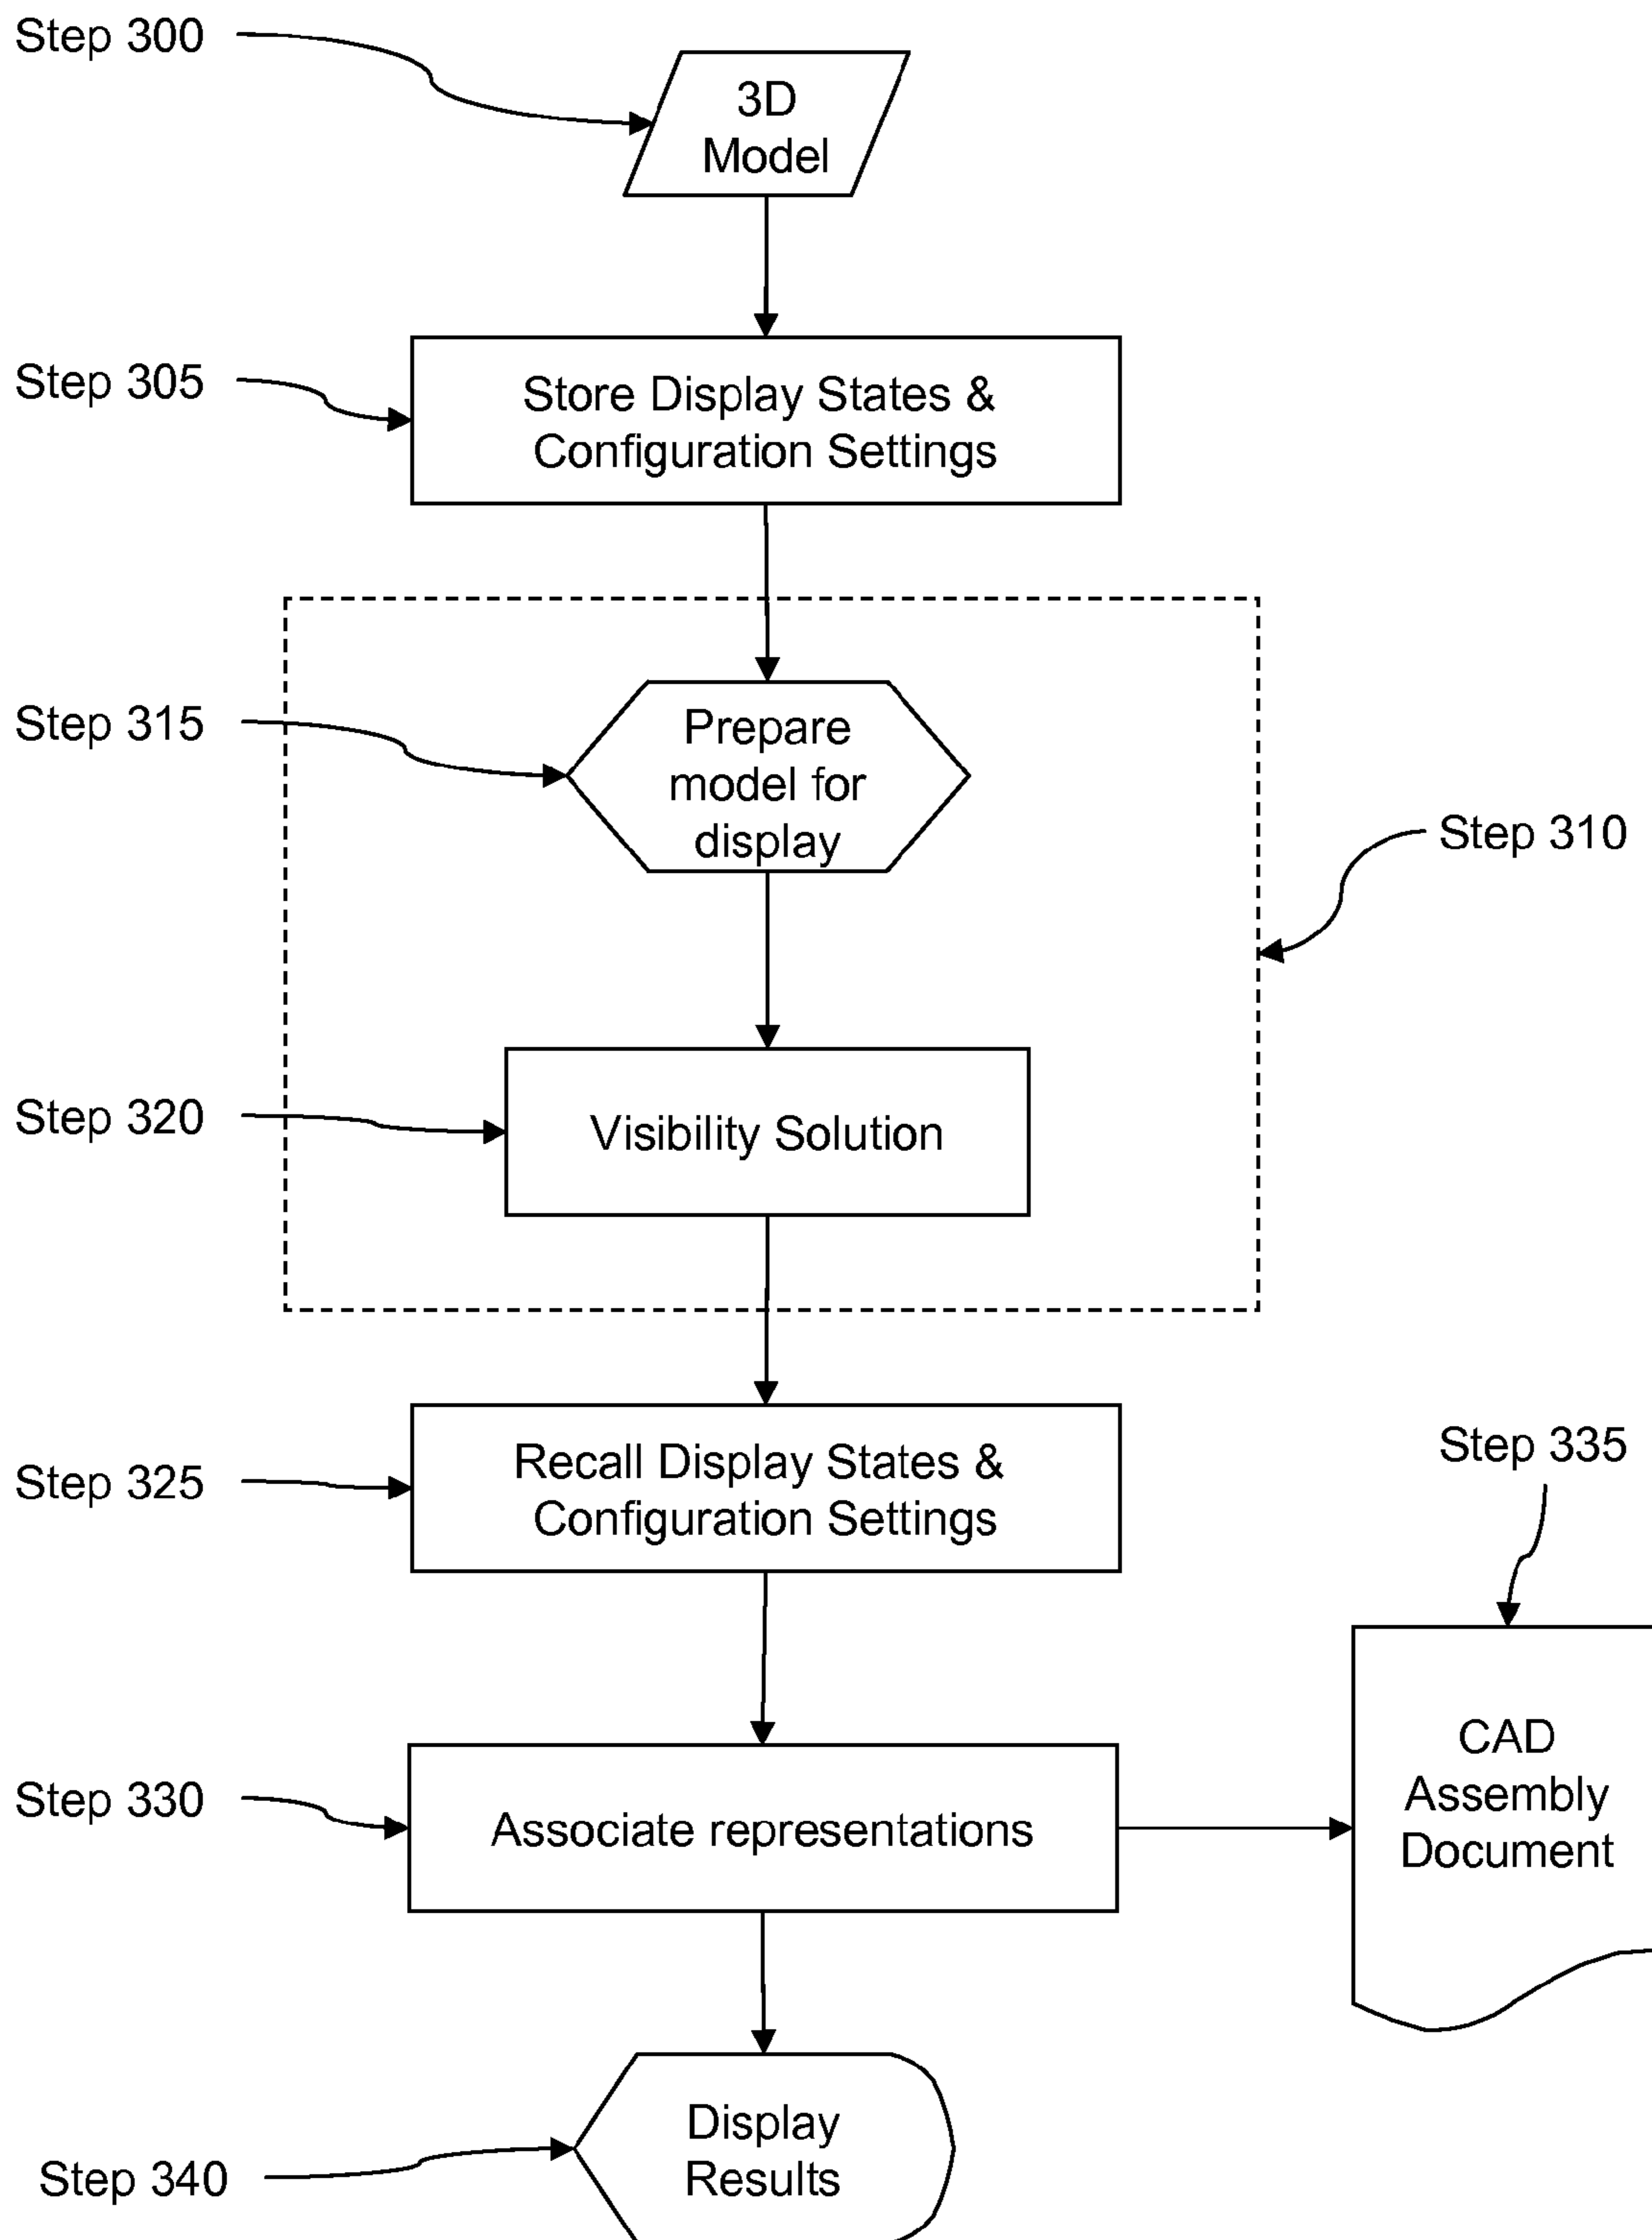 Step 300
3D
Model
Step 305
Store Display States &
Configuration Settings
Step 315
Prepare
model for
display
Step 310
Step 320
Visibility Solution
Step 325
Recall Display States &
Configuration Settings
Step 335
Step 330
Associate representations
CAD
Assembly
Document
Step 340
Display
Results